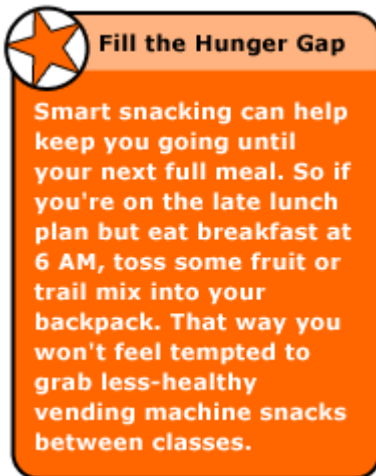 Fill the Hunger Gap
Smart snacking can help
keep you going until
your next full meal. So if
you're on the late lunch
plan but eat breakfast at
6 AM, toss some fruit or
trail mix into your
backpack. That way you
won't feel tempted to
grab less-healthy
vending machine snacks
between classes.